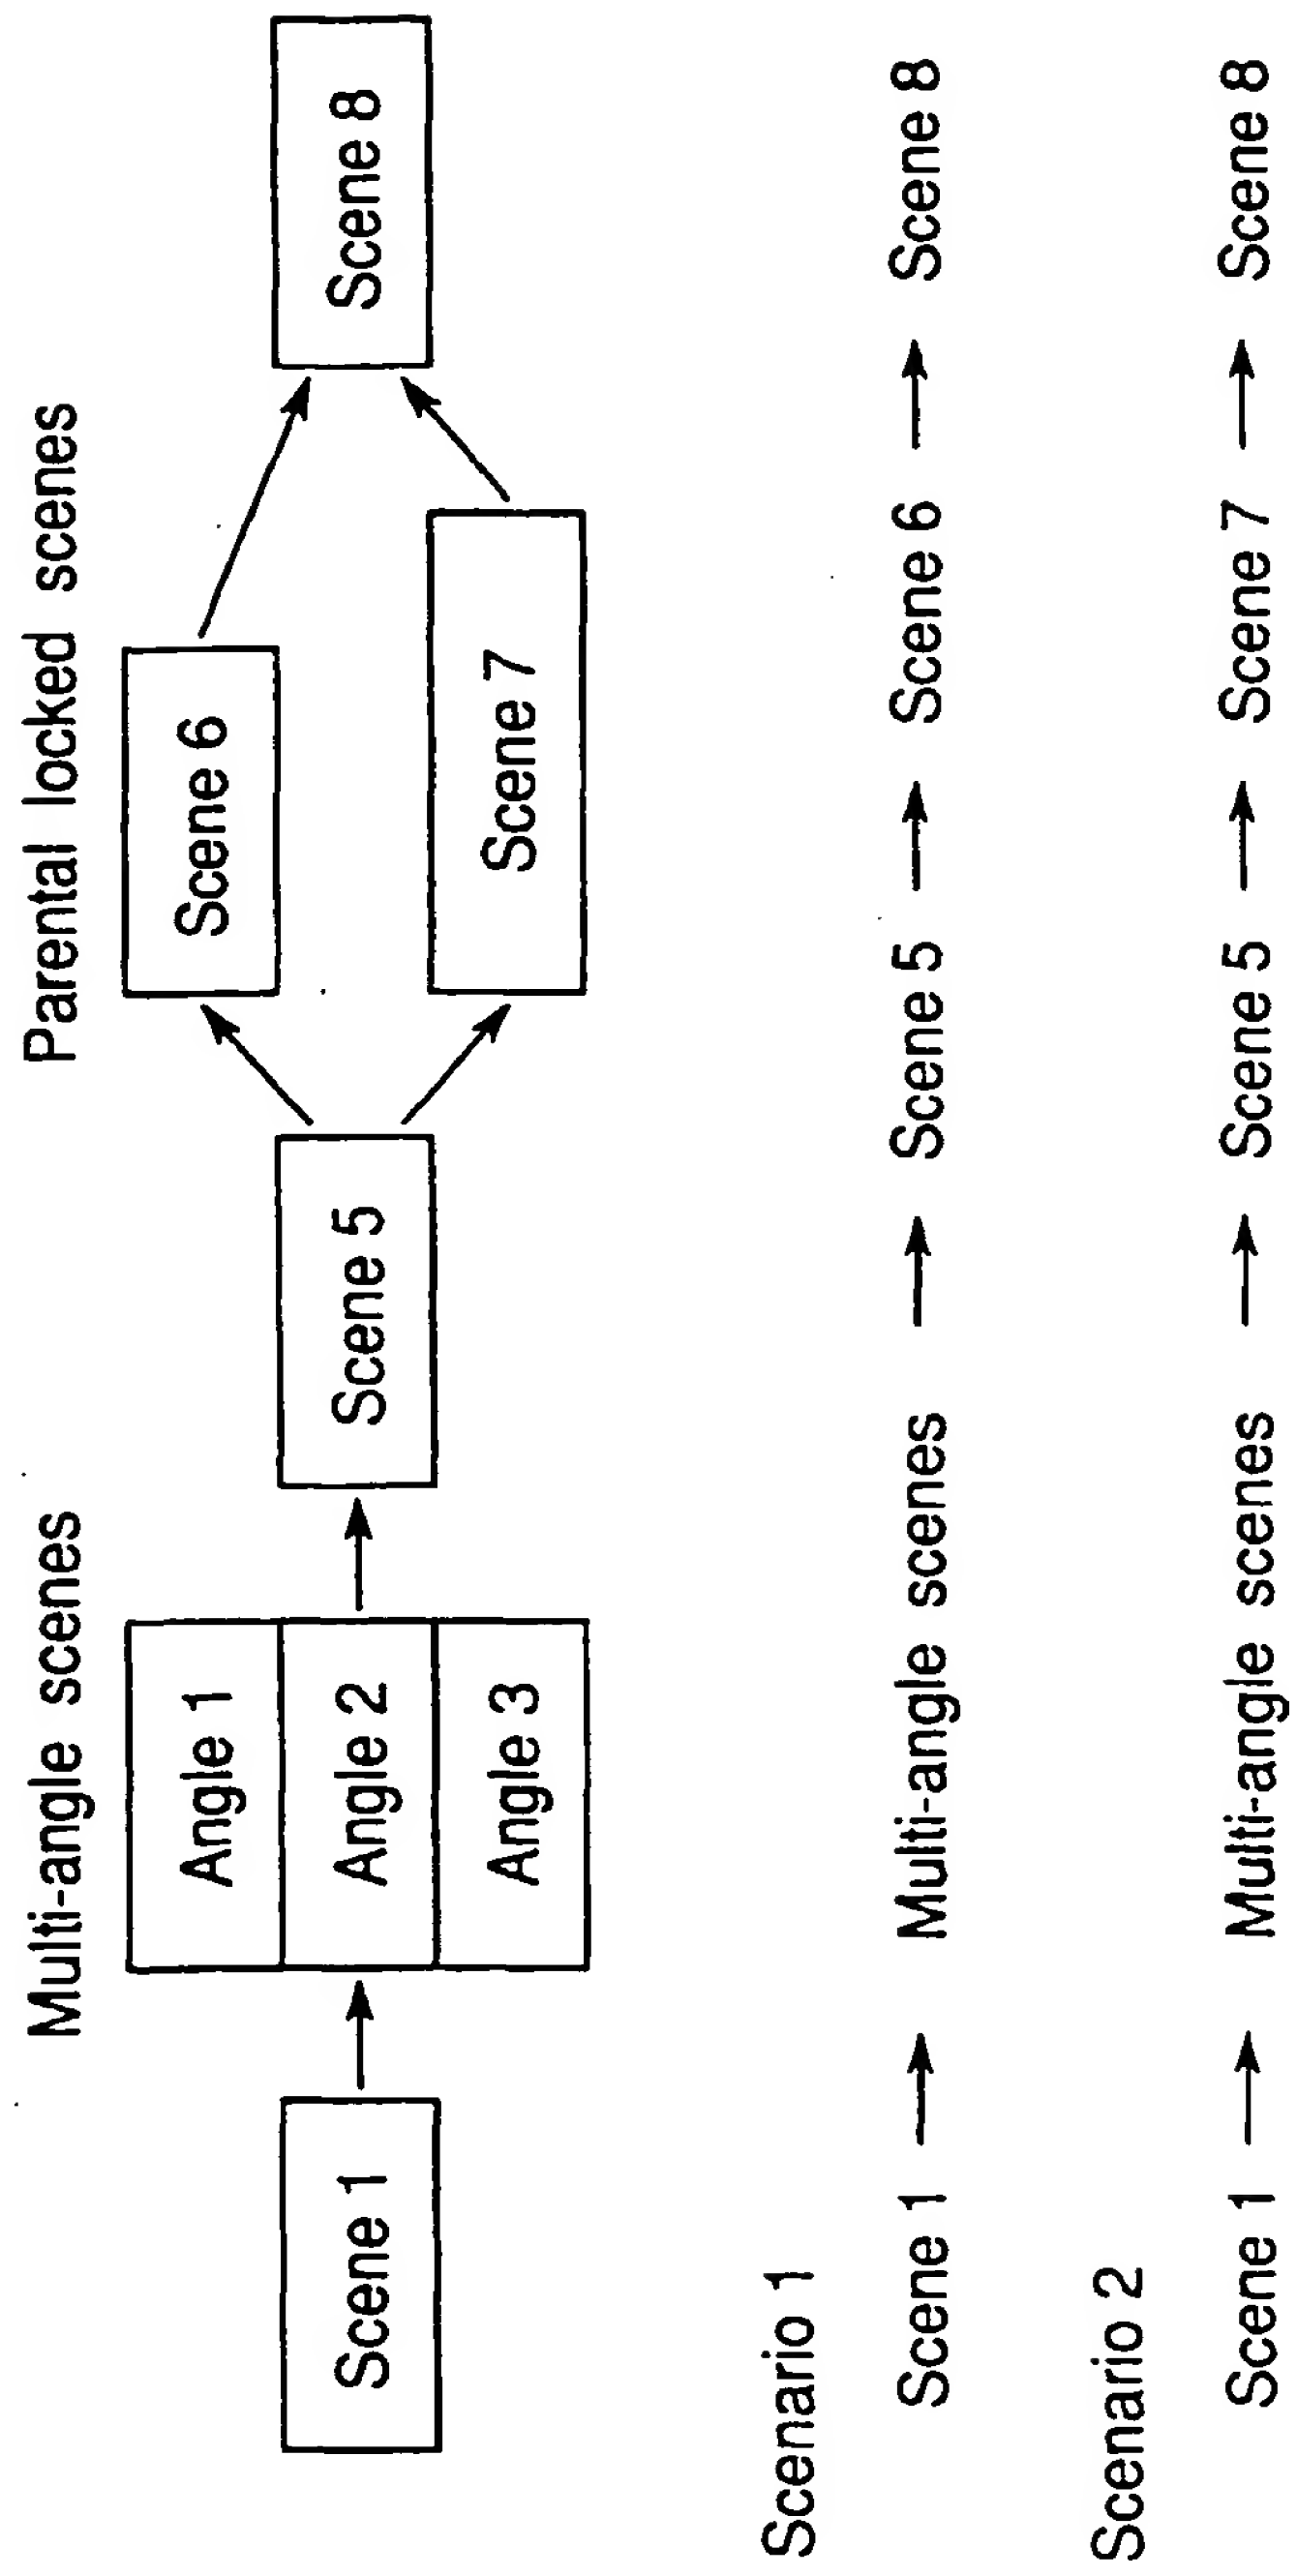 Multi-angle scenes
Parental locked scenes
Scene 1
Angle 1
Angle 2
Angle 3
Scene 5
Scene 6
Scene 7
Scene 8
Scenario 1
Scene 1 → Multi-angle scenes → Scene 5 → Scene 6 → Scene 8
Scenario 2
Scene 1 → Multi-angle scenes → Scene 5 → Scene 7 → Scene 8